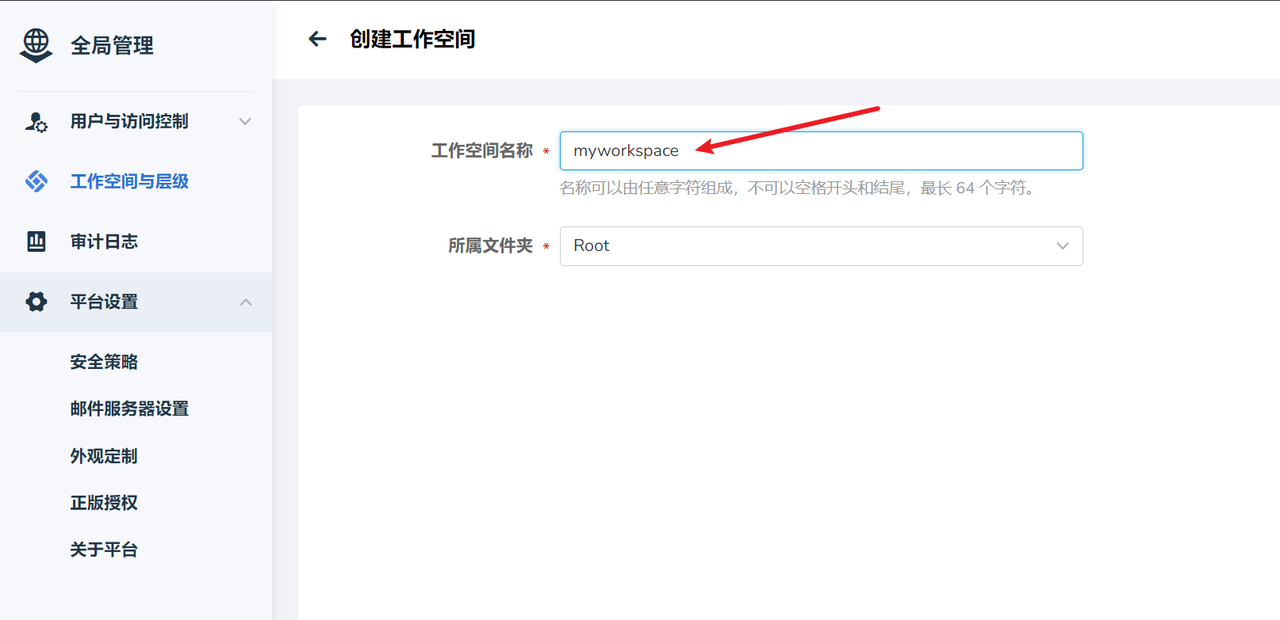 全局管理
用户与访问控制
工作空间与层级
审计日志
平台设置
安全策略
邮件服务器设置
外观定制
正版授权
关于平台
创建工作空间
工作空间名称 * myworkspace
名称可以由任意字符组成，不可以空格开头和结尾，最长 64 个字符。
所属文件夹 * Root